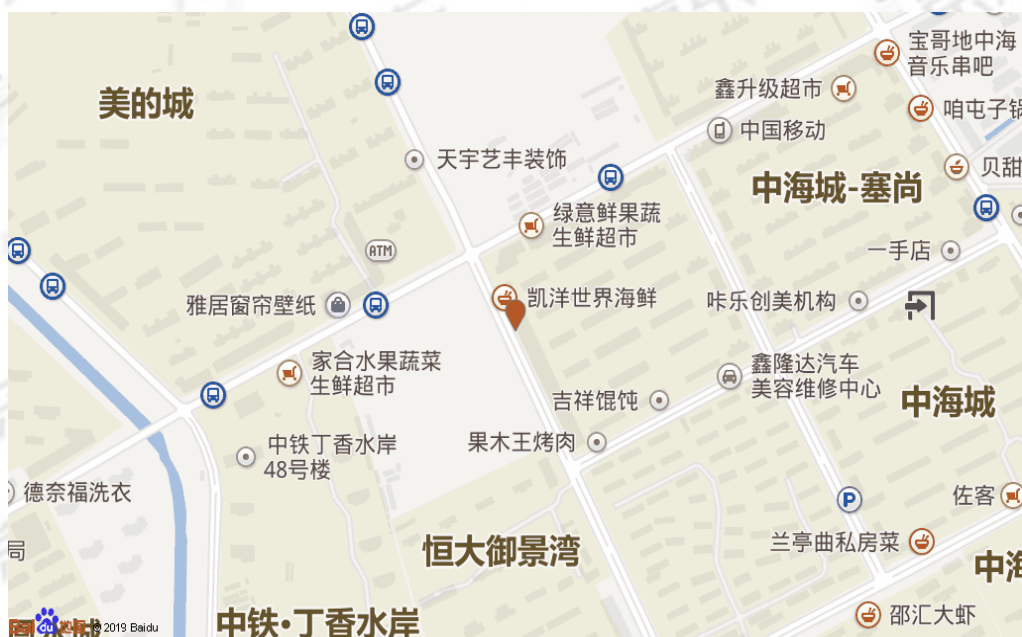 宝哥地中海
音乐串吧
鑫升级超市
美的城
咱屯子锅
中国移动
天宇艺丰装饰
贝甜
中海城-塞尚
绿意鲜果蔬
生鲜超市
ATM
一手店
凯洋世界海鲜
咔乐创美机构
雅居窗帘壁纸
家合水果蔬菜
生鲜超市
鑫隆达汽车
美容维修中心
吉祥馄饨
中海城
果木王烤肉
中铁丁香水岸
48号楼
德奈福洗衣
P
佐客
局
恒大御景湾
兰亭曲私房菜
中海
中铁·丁香水岸
邵汇大虾
© 2019 Baidu